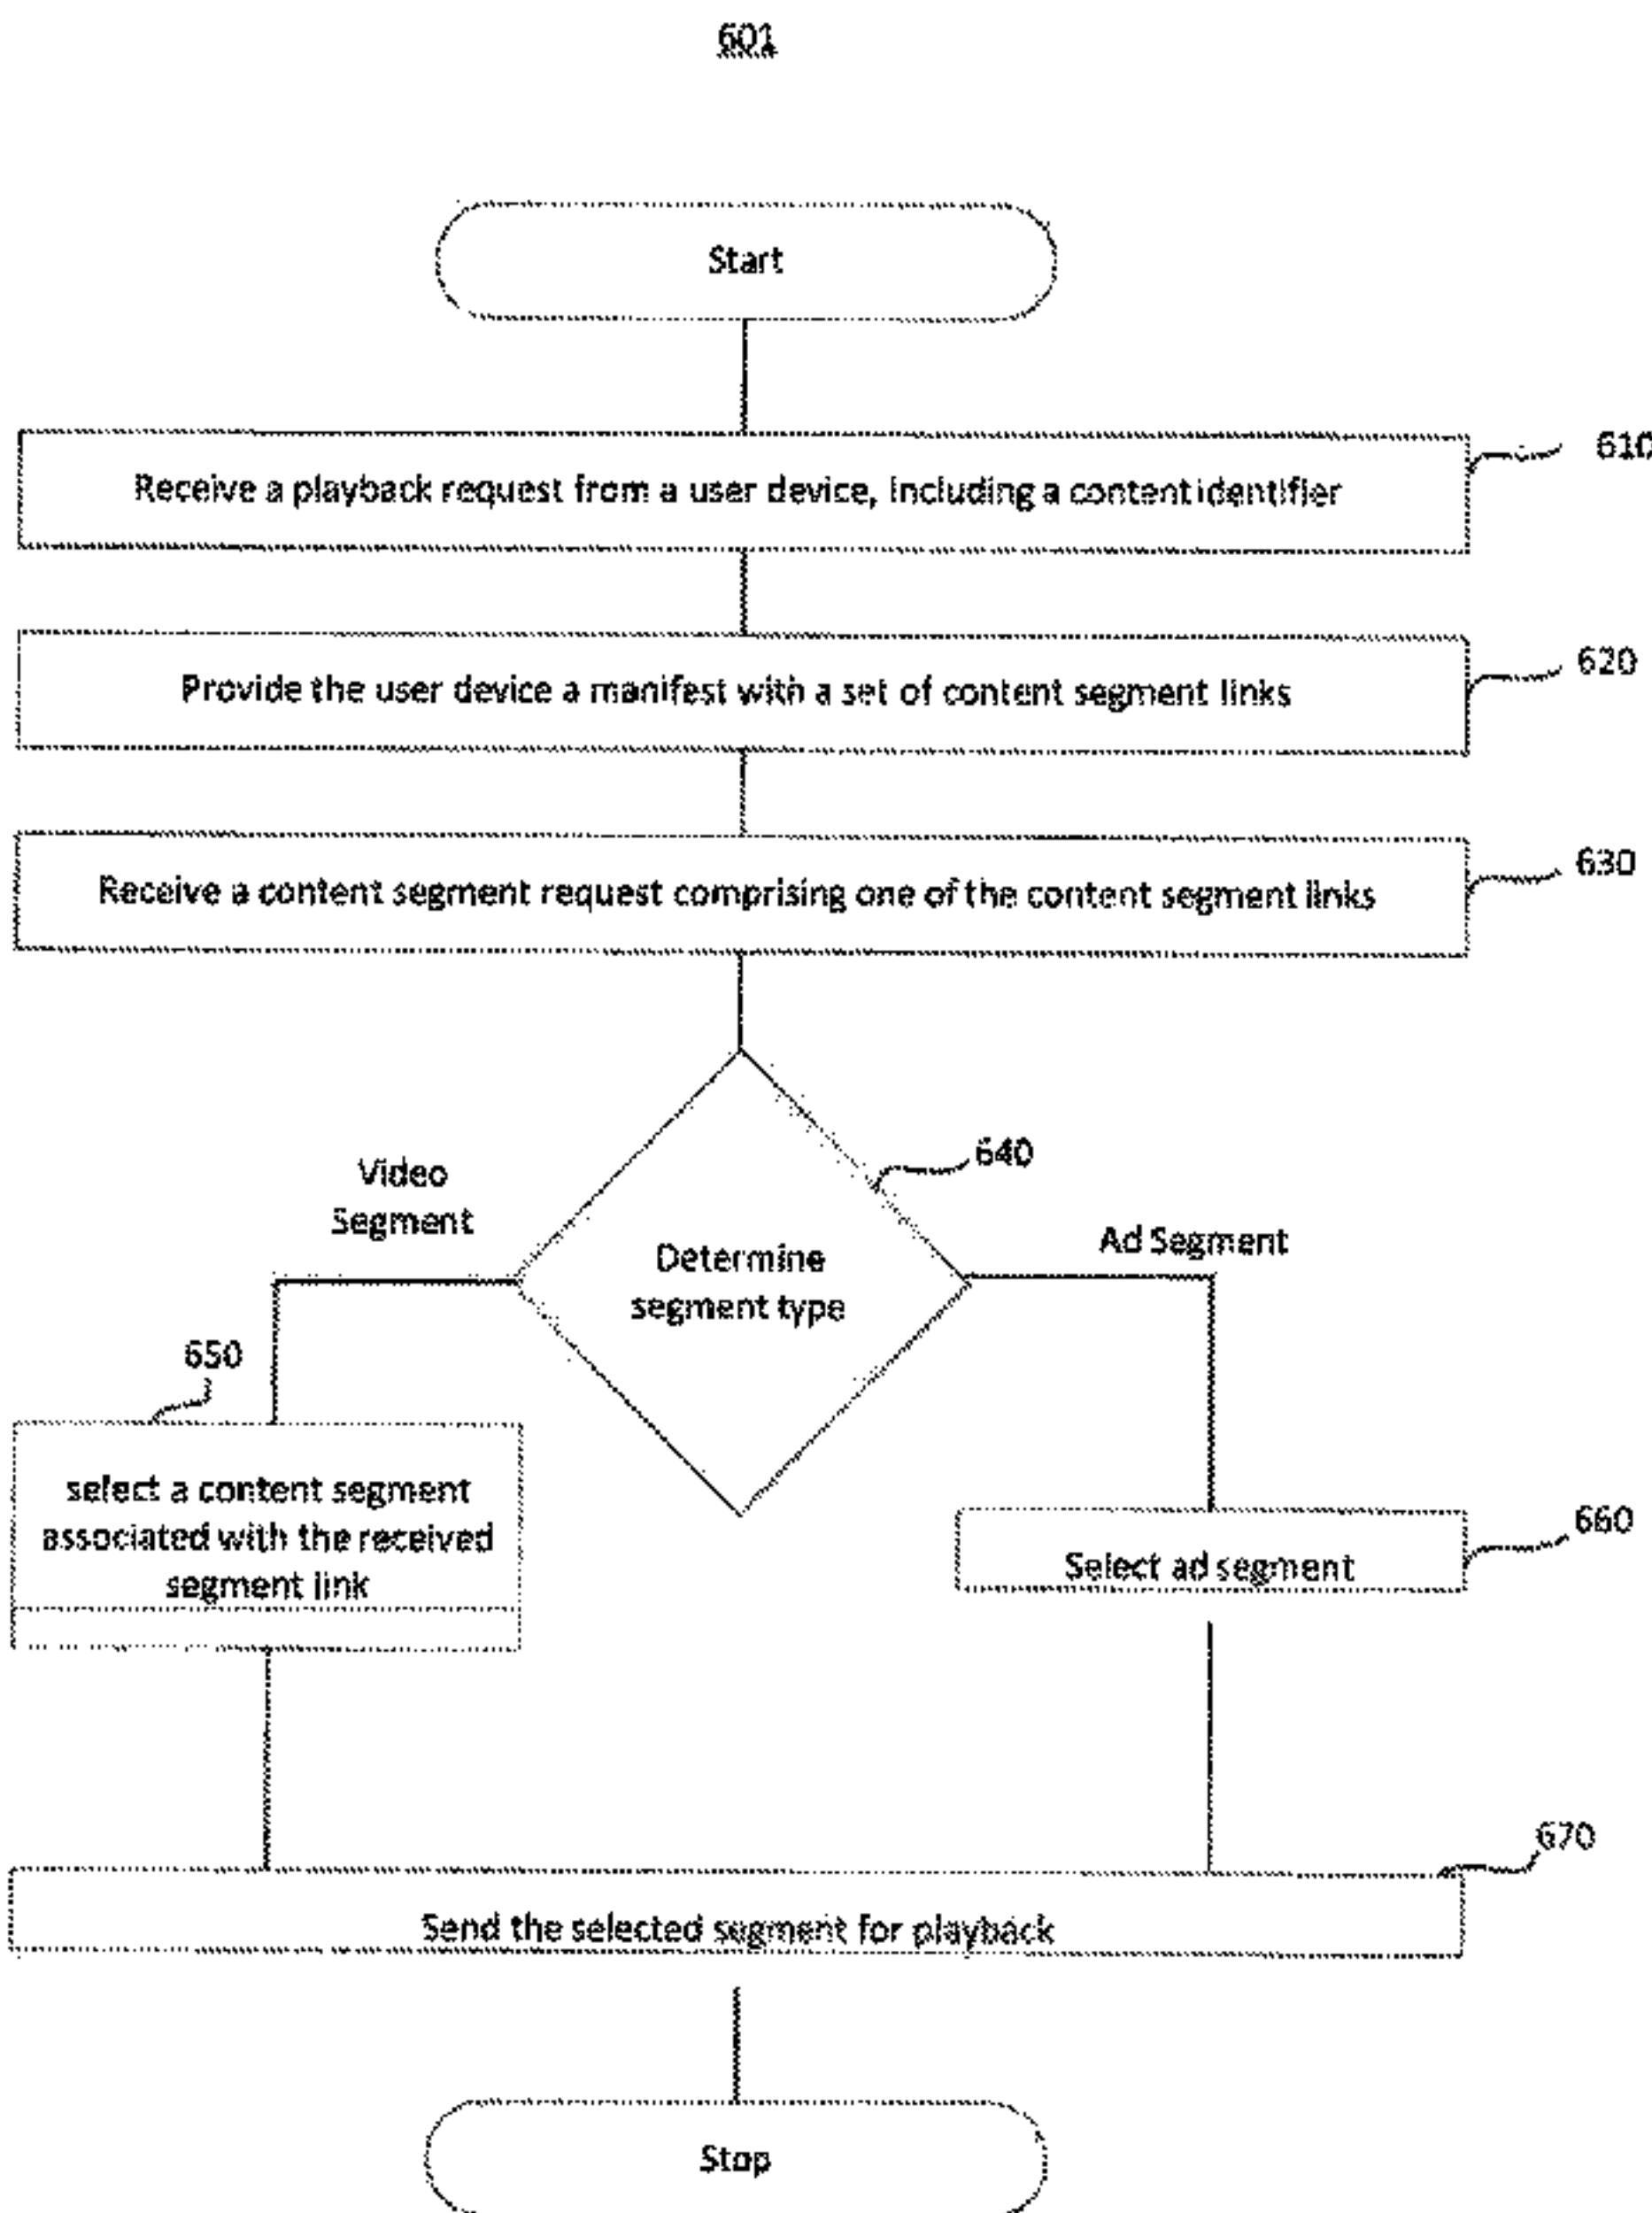 601
Start
610
Receive a playback request from a user device, including a content identifier
620
Provide the user device a manifest with a set of content segment links
630
Receive a content segment request comprising one of the content segment links
640
Video
Segment
Ad Segment
Determine
segment type
650
select a content segment
associated with the received
segment link
660
Select ad segment
670
Send the selected segment for playback
Stop